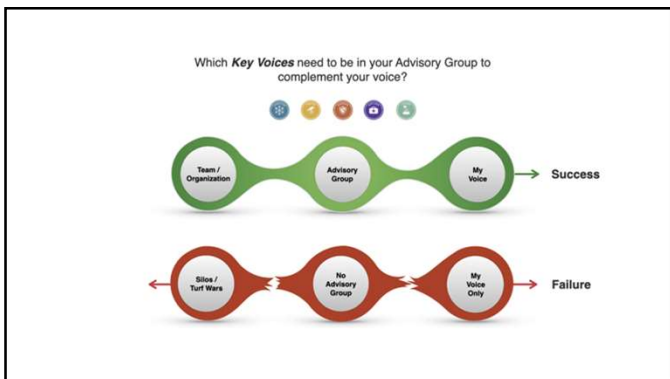 Which Key Voices need to be in your Advisory Group to
complement your voice?
Team /
Organization
Advisory
Group
My
Voice
Success
Silos /
Turf Wars
No
Advisory
Group
My
Voice
Only
Failure